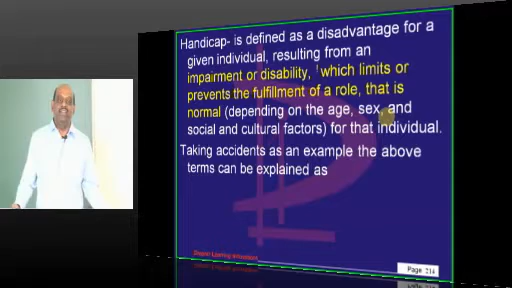 Handicap- is defined as a disadvantage for a
given individual, resulting from an
impairment or disability, which limits or
prevents the fulfillment of a role, that is
normal (depending on the age, sex and
social and cultural factors) for that individual.
Taking accidents as an example the above
terms can be explained as
Page 214